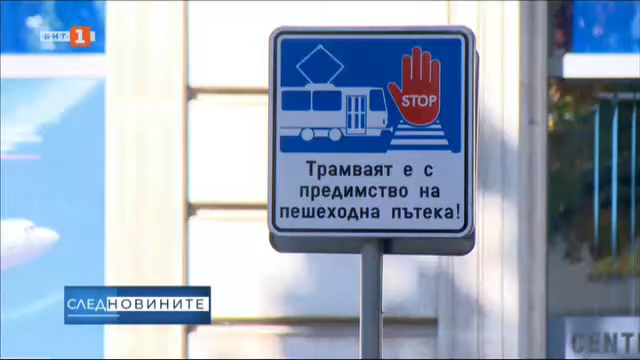 БНТ 1
STOP
Трамваят е с
предимство на
пешеходна пътека!
СЛЕДНОВИНИТЕ
CENT